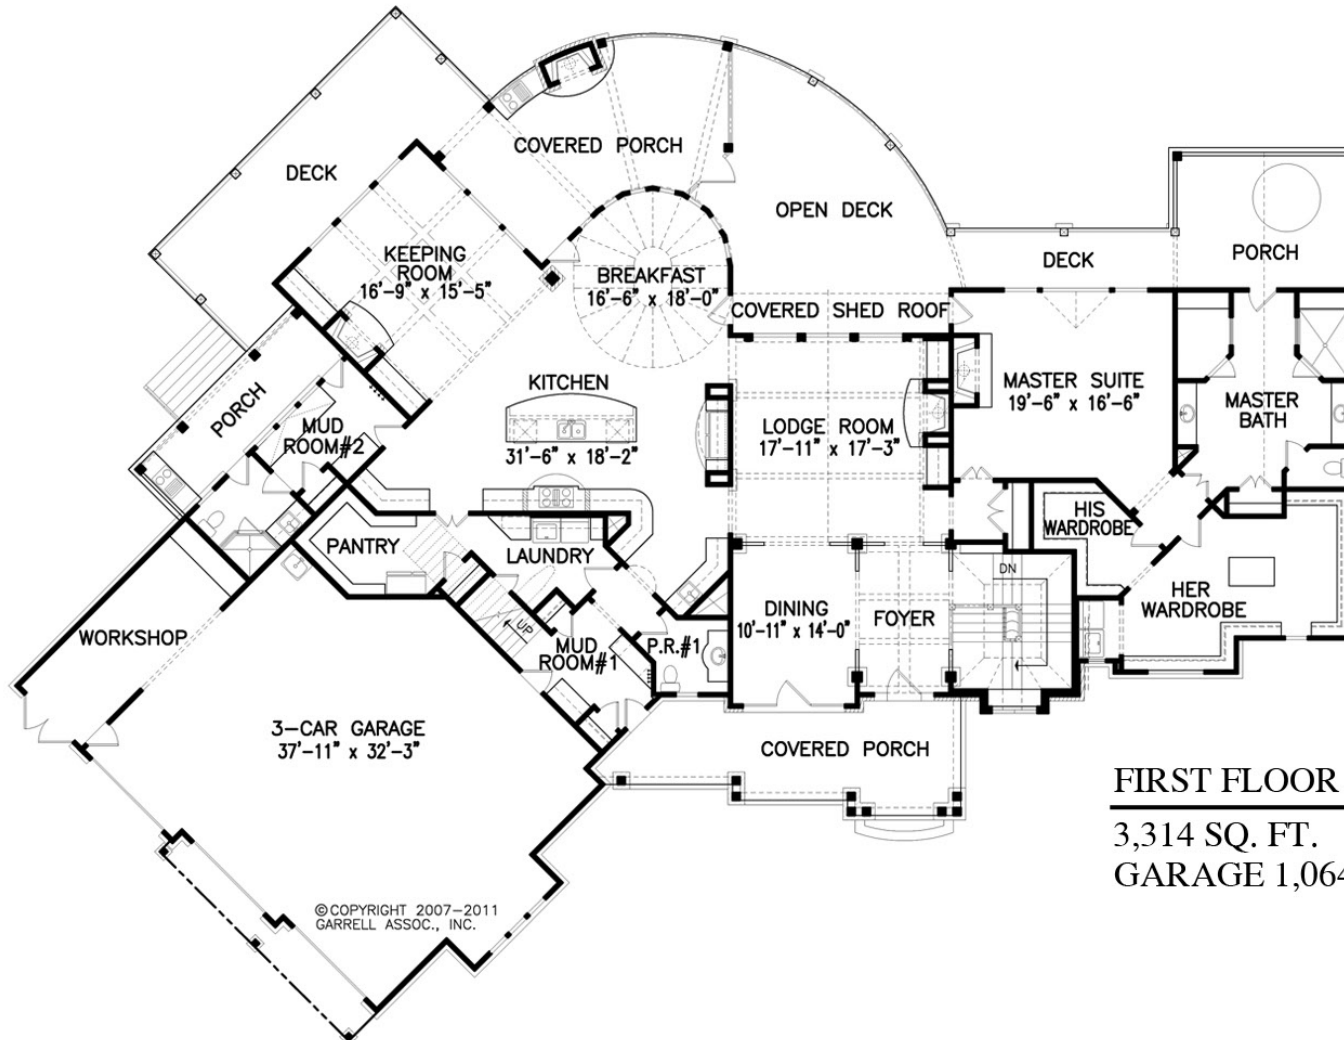 COVERED PORCH
DECK
OPEN DECK
KEEPING
ROOM
16'-9" x 15'-5"
BREAKFAST
16'-6" x 18'-0"
DECK
PORCH
COVERED SHED ROOF
KITCHEN
31'-6" x 18'-2"
MASTER SUITE
19'-6" x 16'-6"
PORCH
MUD
ROOM#2
LODGE ROOM
17'-11" x 17'-3"
MASTER
BATH
HIS
WARDROBE
PANTRY
LAUNDRY
DN
HER
WARDROBE
DINING
10'-11" x 14'-0"
FOYER
WORKSHOP
UP
MUD
ROOM#1
P.R.#1
3-CAR GARAGE
37'-11" x 32'-3"
COVERED PORCH
FIRST FLOOR
3,314 SQ. FT.
GARAGE 1,064
©COPYRIGHT 2007-2011
GARRELL ASSOC., INC.